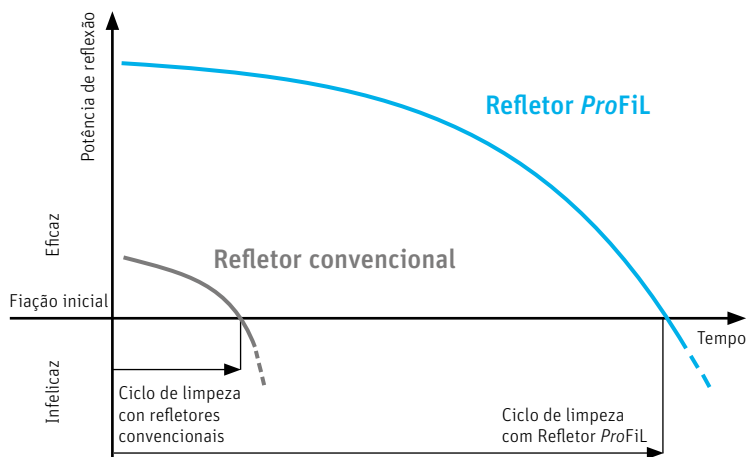 Potência de reflexão
Refletor ProFiL
Eficaz
Refletor convencional
Fiação inicial
Tempo
Infelicaz
Ciclo de limpeza
con refletores
convencionais
Ciclo de limpeza
com Refletor ProFiL